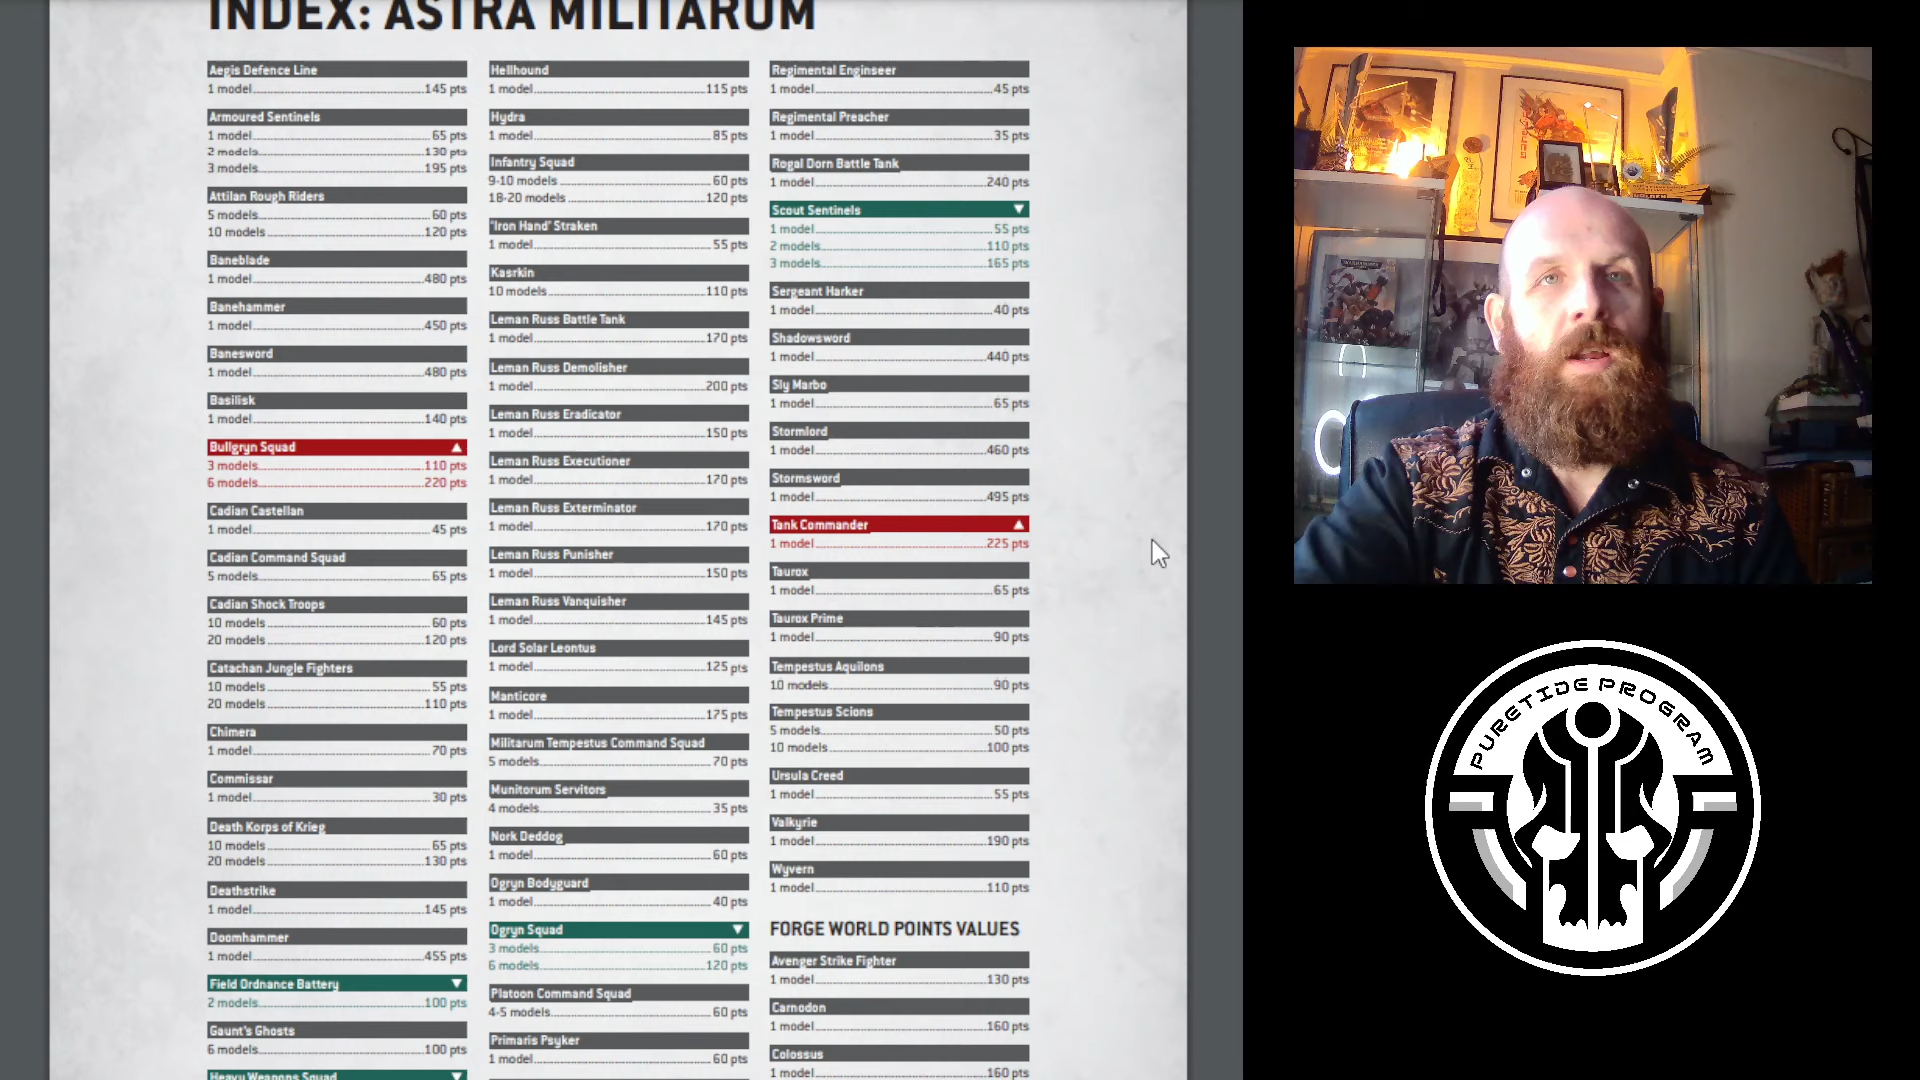 INDEX: ASTRA MILITARUM
Aegis Defence Line
1 model 145 pts
Armoured Sentinels
1 model 65 pts
2 models 130 pts
3 models 195 pts
Attilan Rough Riders
5 models 60 pts
10 models 120 pts
Baneblade
1 model 480 pts
Banehammer
1 model 450 pts
Banesword
1 model 480 pts
Basilisk
1 model 140 pts
Bullgryn Squad ▲
3 models 110 pts
6 models 220 pts
Cadian Castellan
1 model 45 pts
Cadian Command Squad
5 models 65 pts
Cadian Shock Troops
10 models 60 pts
20 models 120 pts
Catachan Jungle Fighters
10 models 55 pts
20 models 110 pts
Chimera
1 model 70 pts
Commissar
1 model 30 pts
Death Korps of Krieg
10 models 65 pts
20 models 130 pts
Deathstrike
1 model 145 pts
Doomhammer
1 model 455 pts
Field Ordnance Battery ▼
2 models 100 pts
Gaunt's Ghosts
6 models 100 pts
Heavy Weapons Squad ▼
Hellhound
1 model 115 pts
Hydra
1 model 85 pts
Infantry Squad
9-10 models 60 pts
18-20 models 120 pts
'Iron Hand' Straken
1 model 55 pts
Kasrkin
10 models 110 pts
Leman Russ Battle Tank
1 model 170 pts
Leman Russ Demolisher
1 model 200 pts
Leman Russ Eradicator
1 model 150 pts
Leman Russ Executioner
1 model 170 pts
Leman Russ Exterminator
1 model 170 pts
Leman Russ Punisher
1 model 150 pts
Leman Russ Vanquisher
1 model 145 pts
Lord Solar Leontus
1 model 125 pts
Manticore
1 model 175 pts
Militarum Tempestus Command Squad
5 models 70 pts
Munitorum Servitors
4 models 35 pts
Nork Deddog
1 model 60 pts
Ogryn Bodyguard
1 model 40 pts
Ogryn Squad ▼
3 models 60 pts
6 models 120 pts
Platoon Command Squad
4-5 models 60 pts
Primaris Psyker
1 model 60 pts
Regimental Enginseer
1 model 45 pts
Regimental Preacher
1 model 35 pts
Rogal Dorn Battle Tank
1 model 240 pts
Scout Sentinels ▼
1 model 55 pts
2 models 110 pts
3 models 165 pts
Sergeant Harker
1 model 40 pts
Shadowsword
1 model 440 pts
Sly Marbo
1 model 65 pts
Stormlord
1 model 460 pts
Stormsword
1 model 495 pts
Tank Commander ▲
1 model 225 pts
Taurox
1 model 65 pts
Taurox Prime
1 model 90 pts
Tempestus Aquilons
10 models 90 pts
Tempestus Scions
5 models 50 pts
10 models 100 pts
Ursula Creed
1 model 55 pts
Valkyrie
1 model 190 pts
Wyvern
1 model 110 pts
FORGE WORLD POINTS VALUES
Avenger Strike Fighter
1 model 130 pts
Carnodon
1 model 160 pts
Colossus
1 model 160 pts
PURETIDE PROGRAM